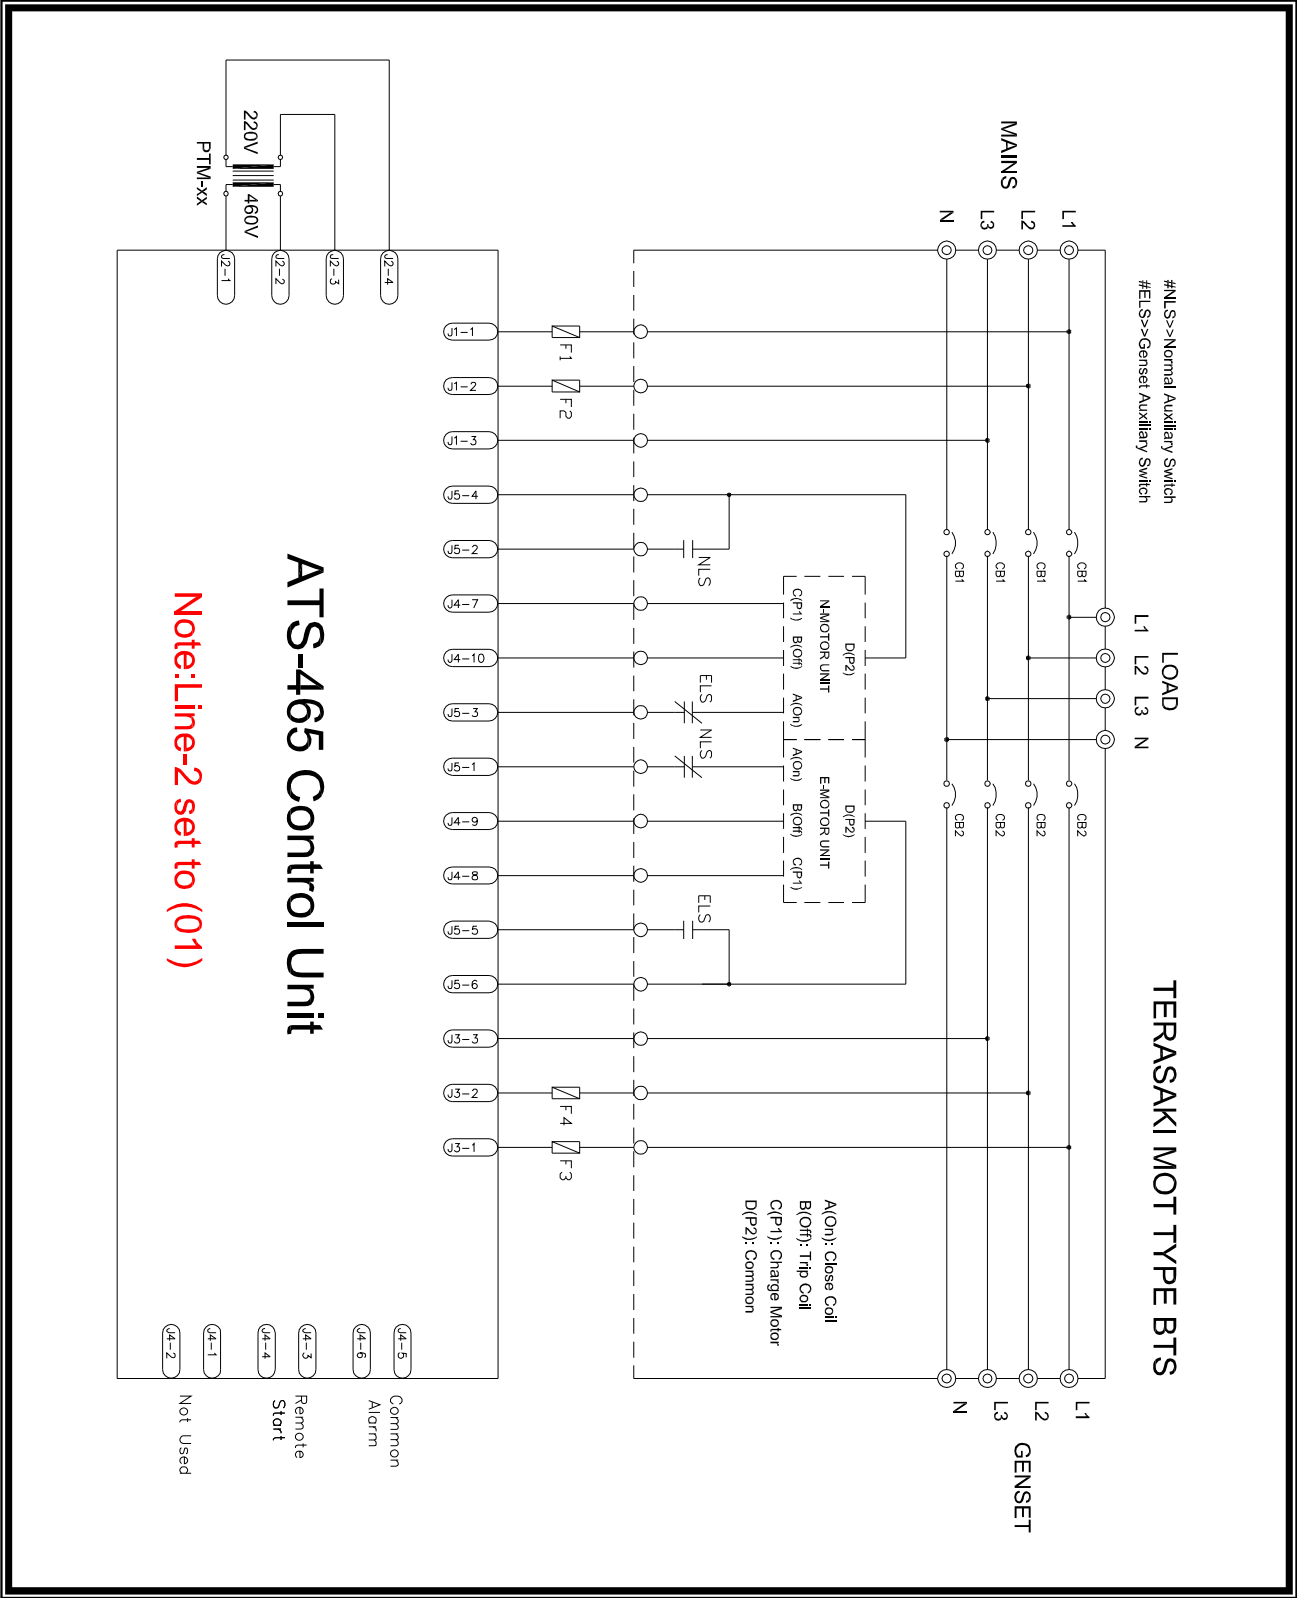 TERASAKI MOT TYPE BTS
#NLS>>Normal Auxiliary Switch
#ELS>>Genset Auxiliary Switch
MAINS
L1
L2
L3
N
LOAD
L1
L2
L3
N
GENSET
L1
L2
L3
N
CB1
CB1
CB1
CB1
CB2
CB2
CB2
CB2
D(P2)
N-MOTOR UNIT
C(P1)
B(Off)
A(On)
D(P2)
E-MOTOR UNIT
A(On)
B(Off)
C(P1)
A(On): Close Coil
B(Off): Trip Coil
C(P1): Charge Motor
D(P2): Common
NLS
ELS
NLS
ELS
F1
F2
F4
F3
J1-1
J1-2
J1-3
J5-4
J5-2
J4-7
J4-10
J5-3
J5-1
J4-9
J4-8
J5-5
J5-6
J3-3
J3-2
J3-1
220V
460V
PTM-xx
J2-4
J2-3
J2-2
J2-1
ATS-465 Control Unit
Note:Line-2 set to (01)
J4-5
J4-6
J4-3
J4-4
J4-1
J4-2
Common
Alarm
Remote
Start
Not Used